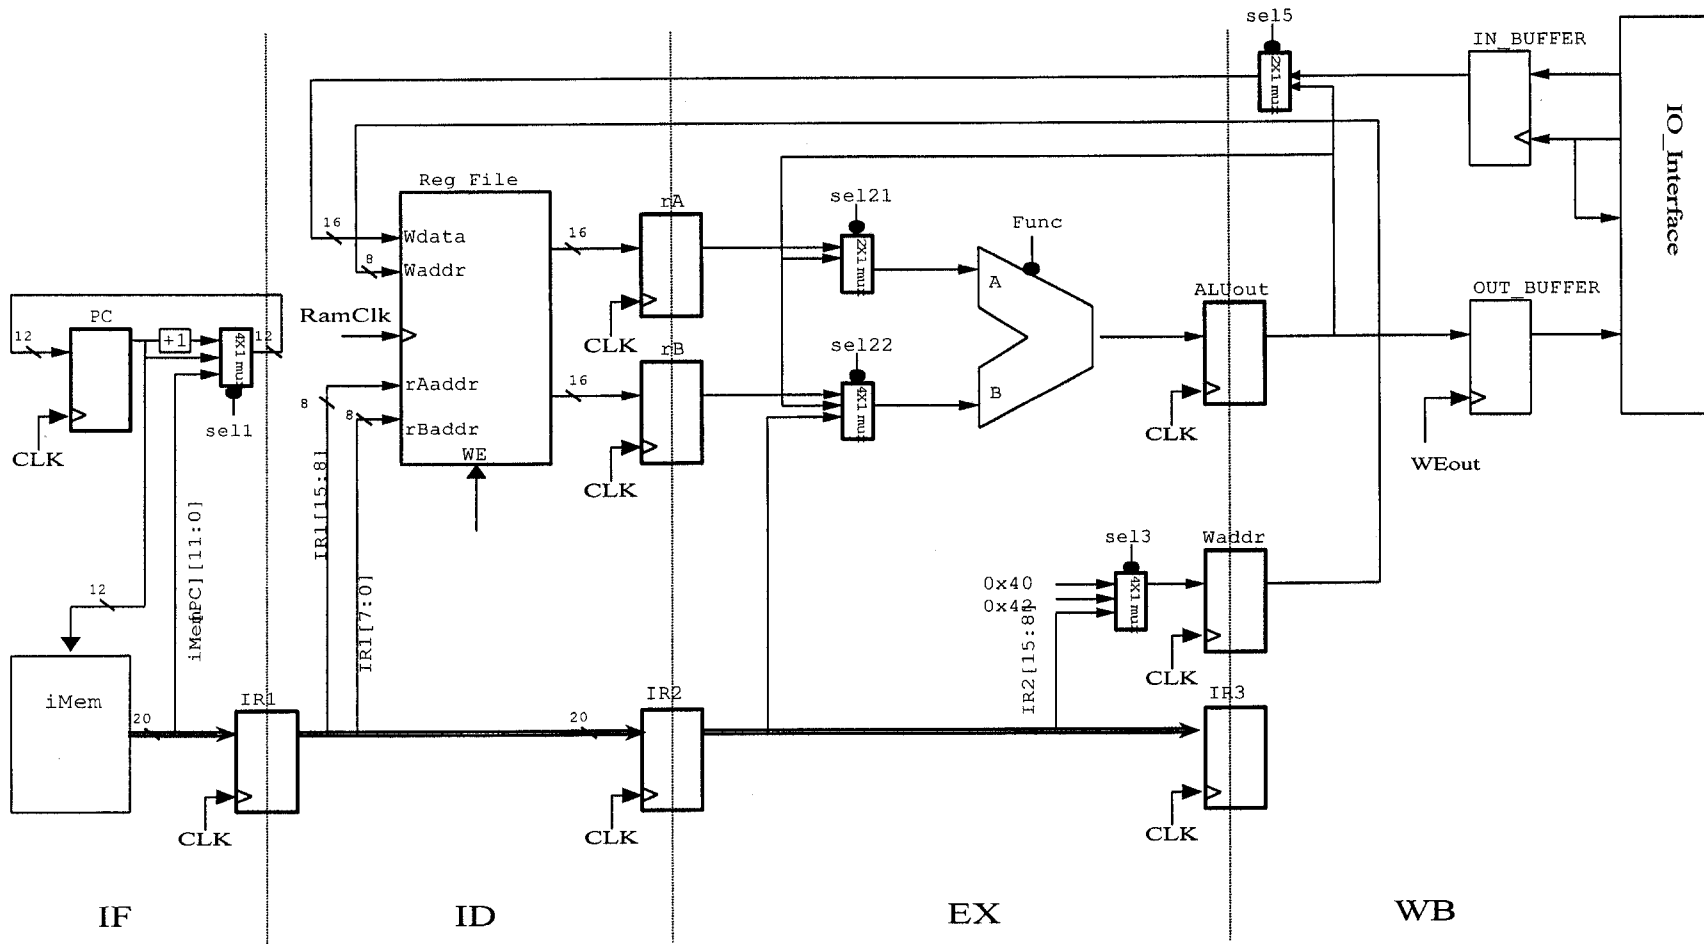 sel5
IN_BUFFER
2X1 mux
IO_Interface
Reg File
rA
sel21
Func
16
Wdata
16
2X1 mux
8
Waddr
A
ALUout
OUT_BUFFER
PC
RamClk
CLK
12
+1
4X1 mux
12
rB
sel22
8
rAaddr
16
4X1 mux
B
8
rBaddr
CLK
WEout
sel1
CLK
WE
CLK
IR1[15:8]
iMem[PC][11:0]
sel3
Waddr
12
0x40
4X1 mux
0x42
IR1[7:0]
IR2[15:8]
CLK
iMem
20
IR1
20
IR2
IR3
CLK
CLK
CLK
IF
ID
EX
WB